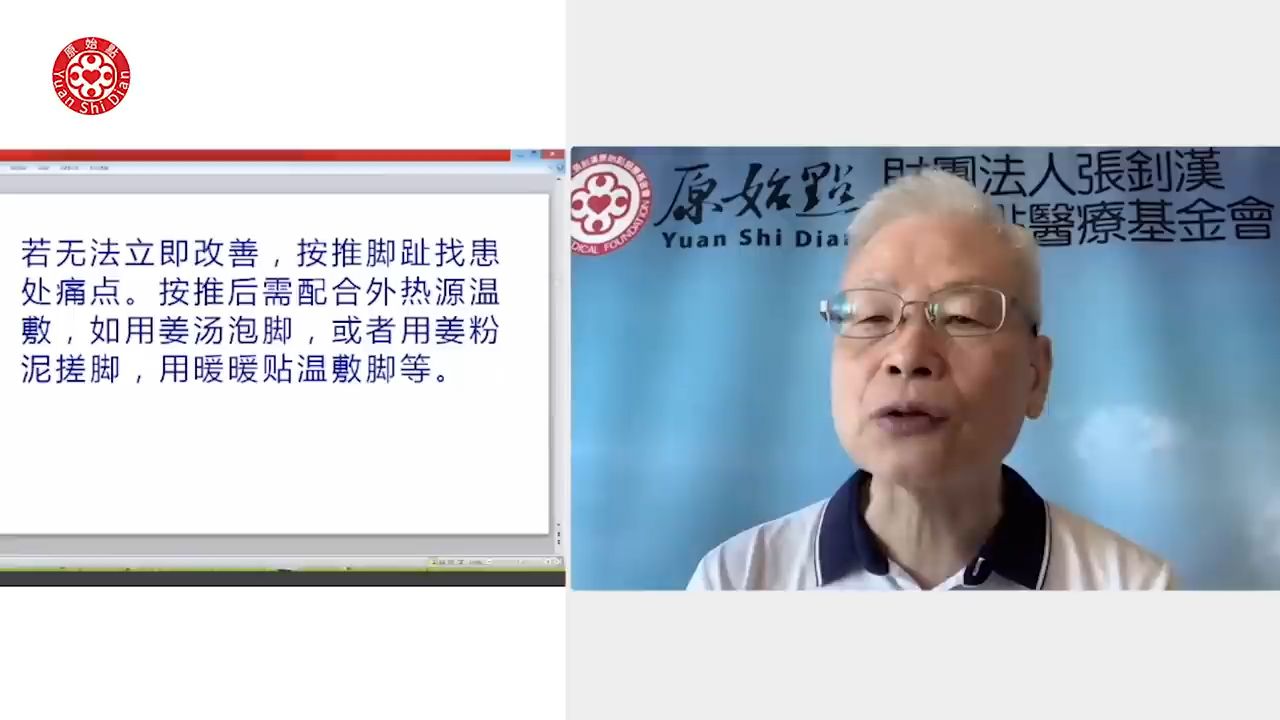 原始點
Yuan Shi Dian
若无法立即改善，按推脚趾找患
处痛点。按推后需配合外热源温
敷，如用姜汤泡脚，或者用姜粉
泥搓脚，用暖暖贴温敷脚等。
原始點
Yuan Shi Dian
財團法人張釗漢
醫療基金會